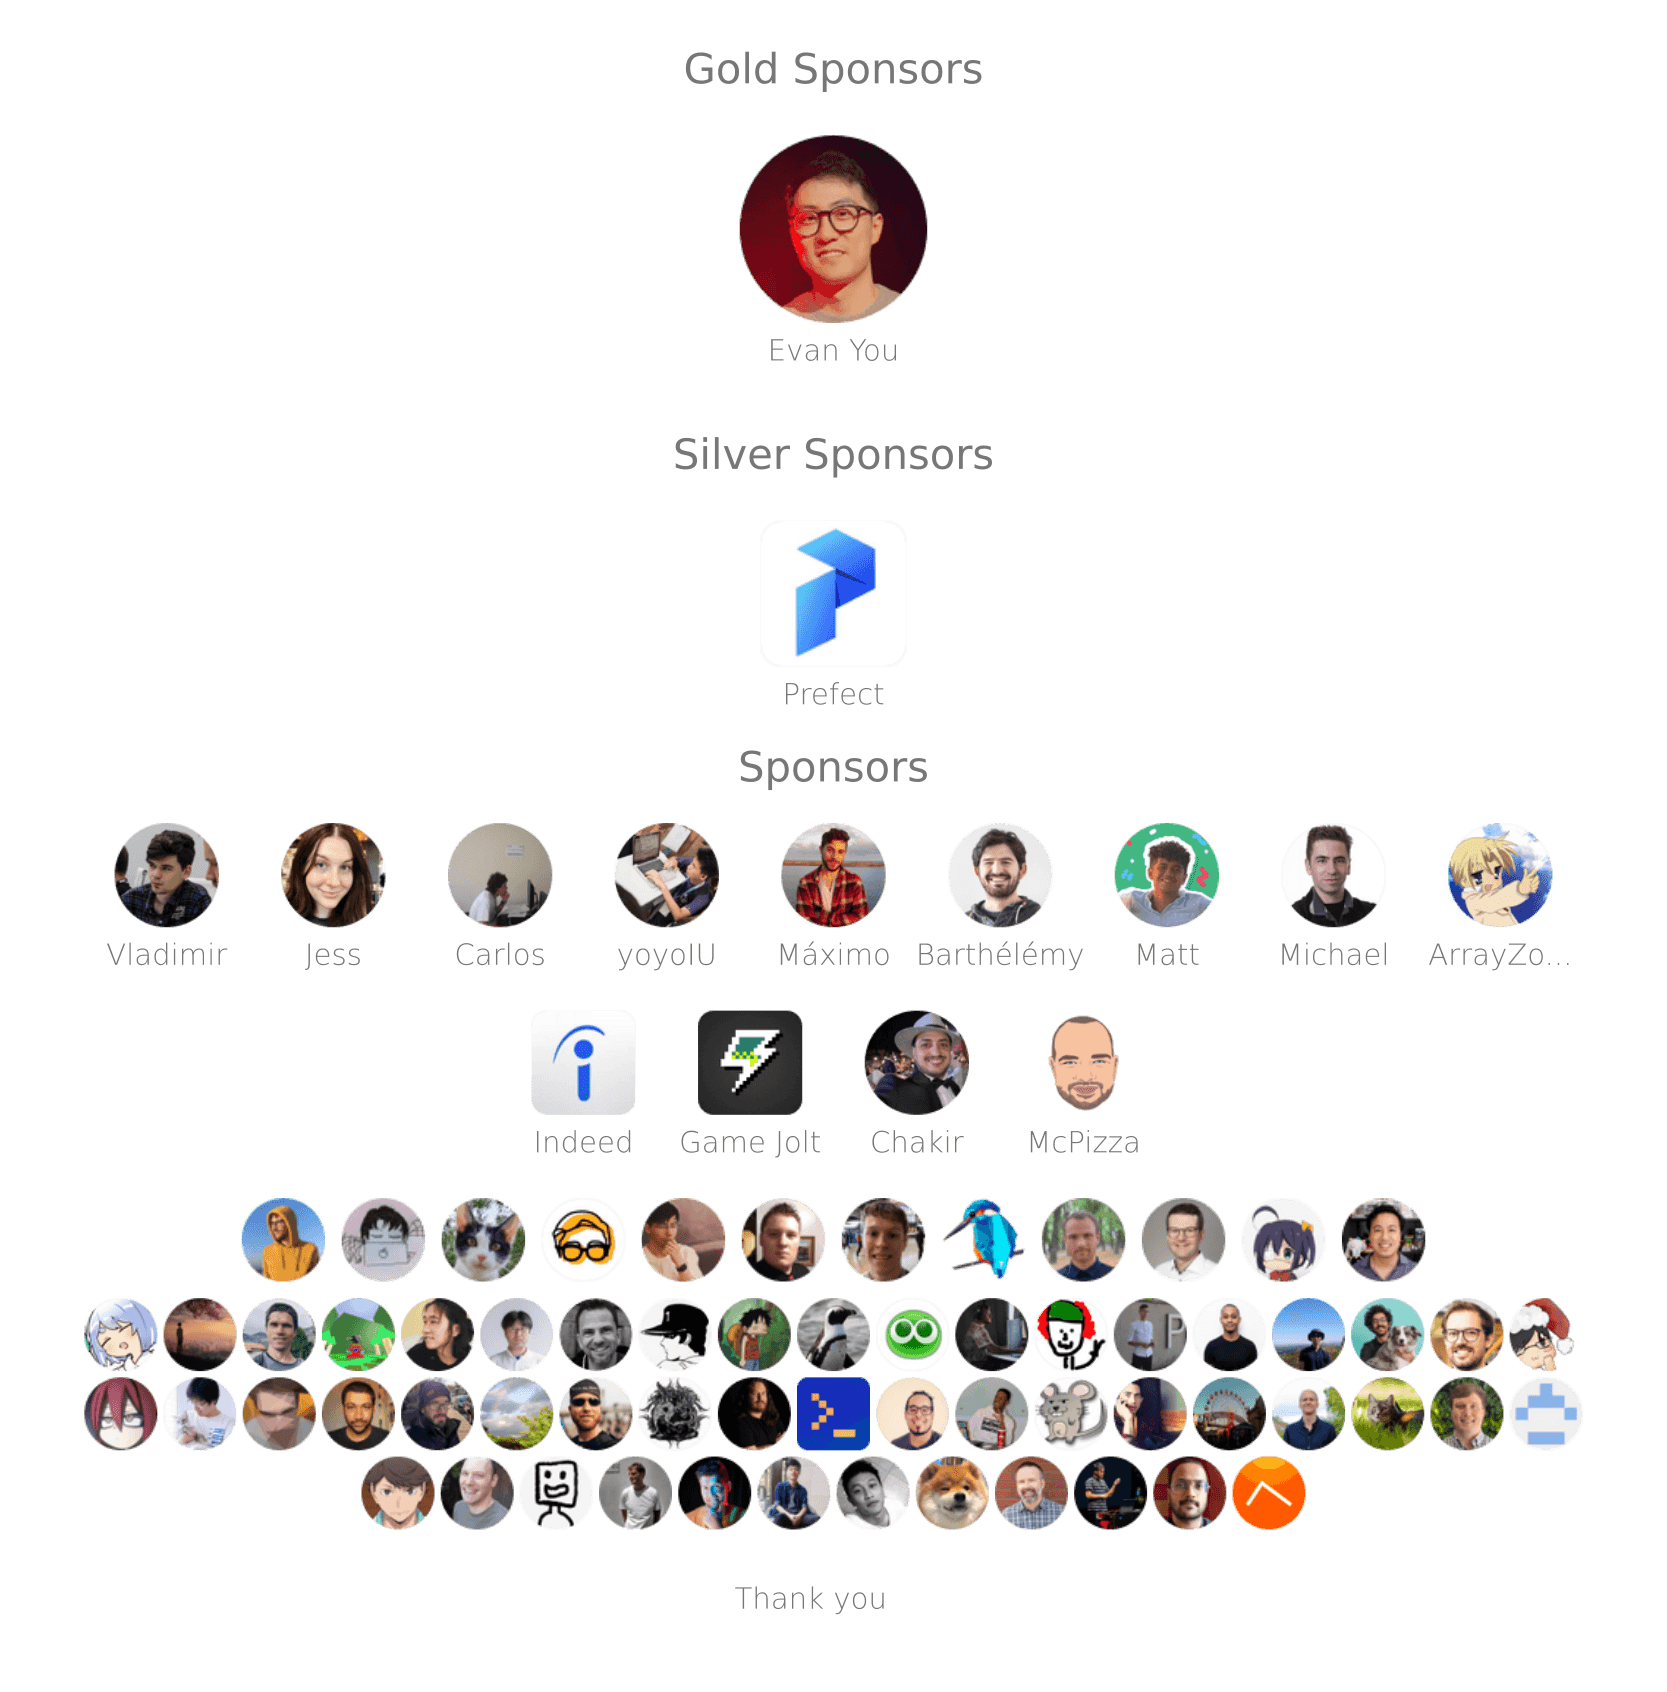 Gold Sponsors
Evan You
Silver Sponsors
Prefect
Sponsors
Vladimir Jess Carlos yoyoIU Máximo Barthélémy Matt Michael ArrayZo...
Indeed Game Jolt Chakir McPizza
Thank you